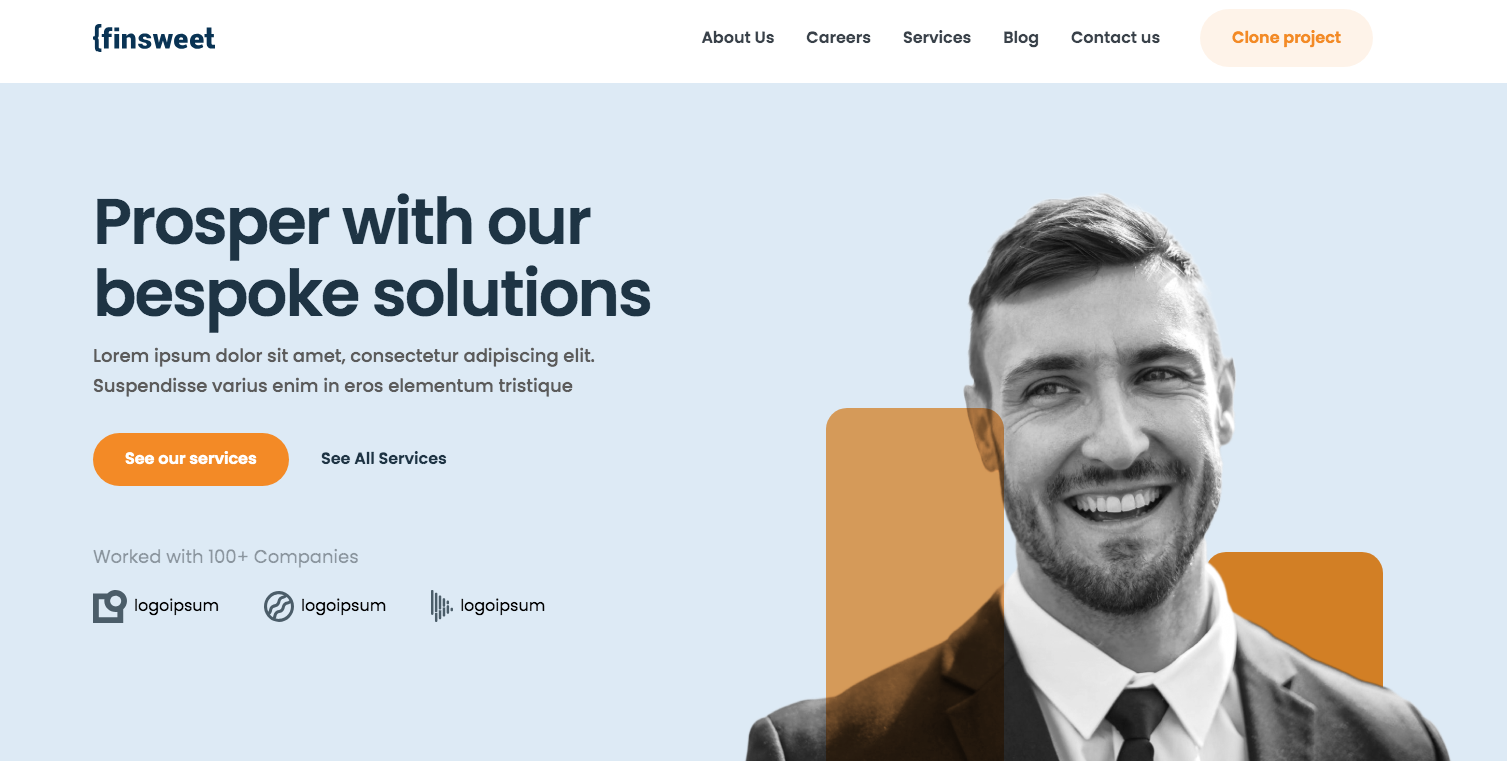 {finsweet
About Us Careers Services Blog Contact us Clone project
Prosper with our
bespoke solutions
Lorem ipsum dolor sit amet, consectetur adipiscing elit.
Suspendisse varius enim in eros elementum tristique
See our services See All Services
Worked with 100+ Companies
logoipsum logoipsum logoipsum